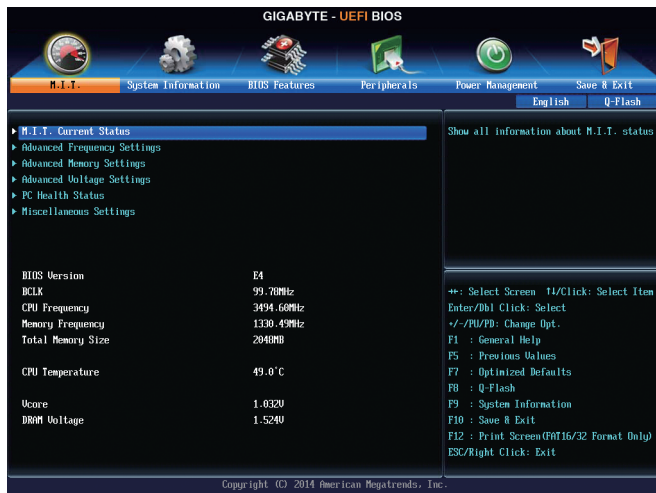 GIGABYTE - UEFI BIOS
M.I.T. System Information BIOS Features Peripherals Power Management Save & Exit
English Q-Flash
M.I.T. Current Status
Advanced Frequency Settings
Advanced Memory Settings
Advanced Voltage Settings
PC Health Status
Miscellaneous Settings
BIOS Version E4
BCLK 99.78MHz
CPU Frequency 3494.60MHz
Memory Frequency 1330.49MHz
Total Memory Size 2048MB
CPU Temperature 49.0°C
Vcore 1.032V
DRAM Voltage 1.524V
Show all information about M.I.T. status
→←: Select Screen ↑↓/Click: Select Item
Enter/Dbl Click: Select
+/-/PU/PD: Change Opt.
F1 : General Help
F5 : Previous Values
F7 : Optimized Defaults
F8 : Q-Flash
F9 : System Information
F10 : Save & Exit
F12 : Print Screen(FAT16/32 Format Only)
ESC/Right Click: Exit
Copyright (C) 2014 American Megatrends, Inc.